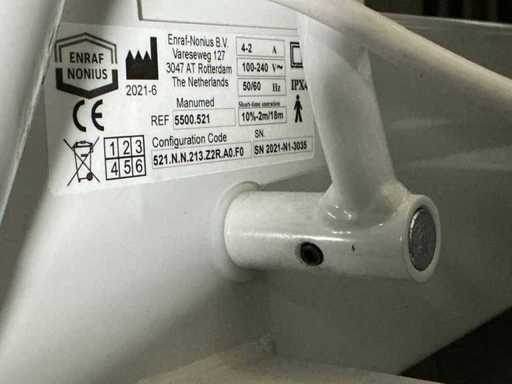 ENRAF
NONIUS
2021-6
Enraf-Nonius B.V.
Vareseweg 127
3047 AT Rotterdam
The Netherlands
4-2 A
100-240 V~
50/60 Hz
CE
Manumed
REF 5500.521
Short-time operation
10%-2m/18m
1 2 3
4 5 6
Configuration Code
521.N.N.213.Z2R.A0.F0
SN.
SN 2021-N1-3035